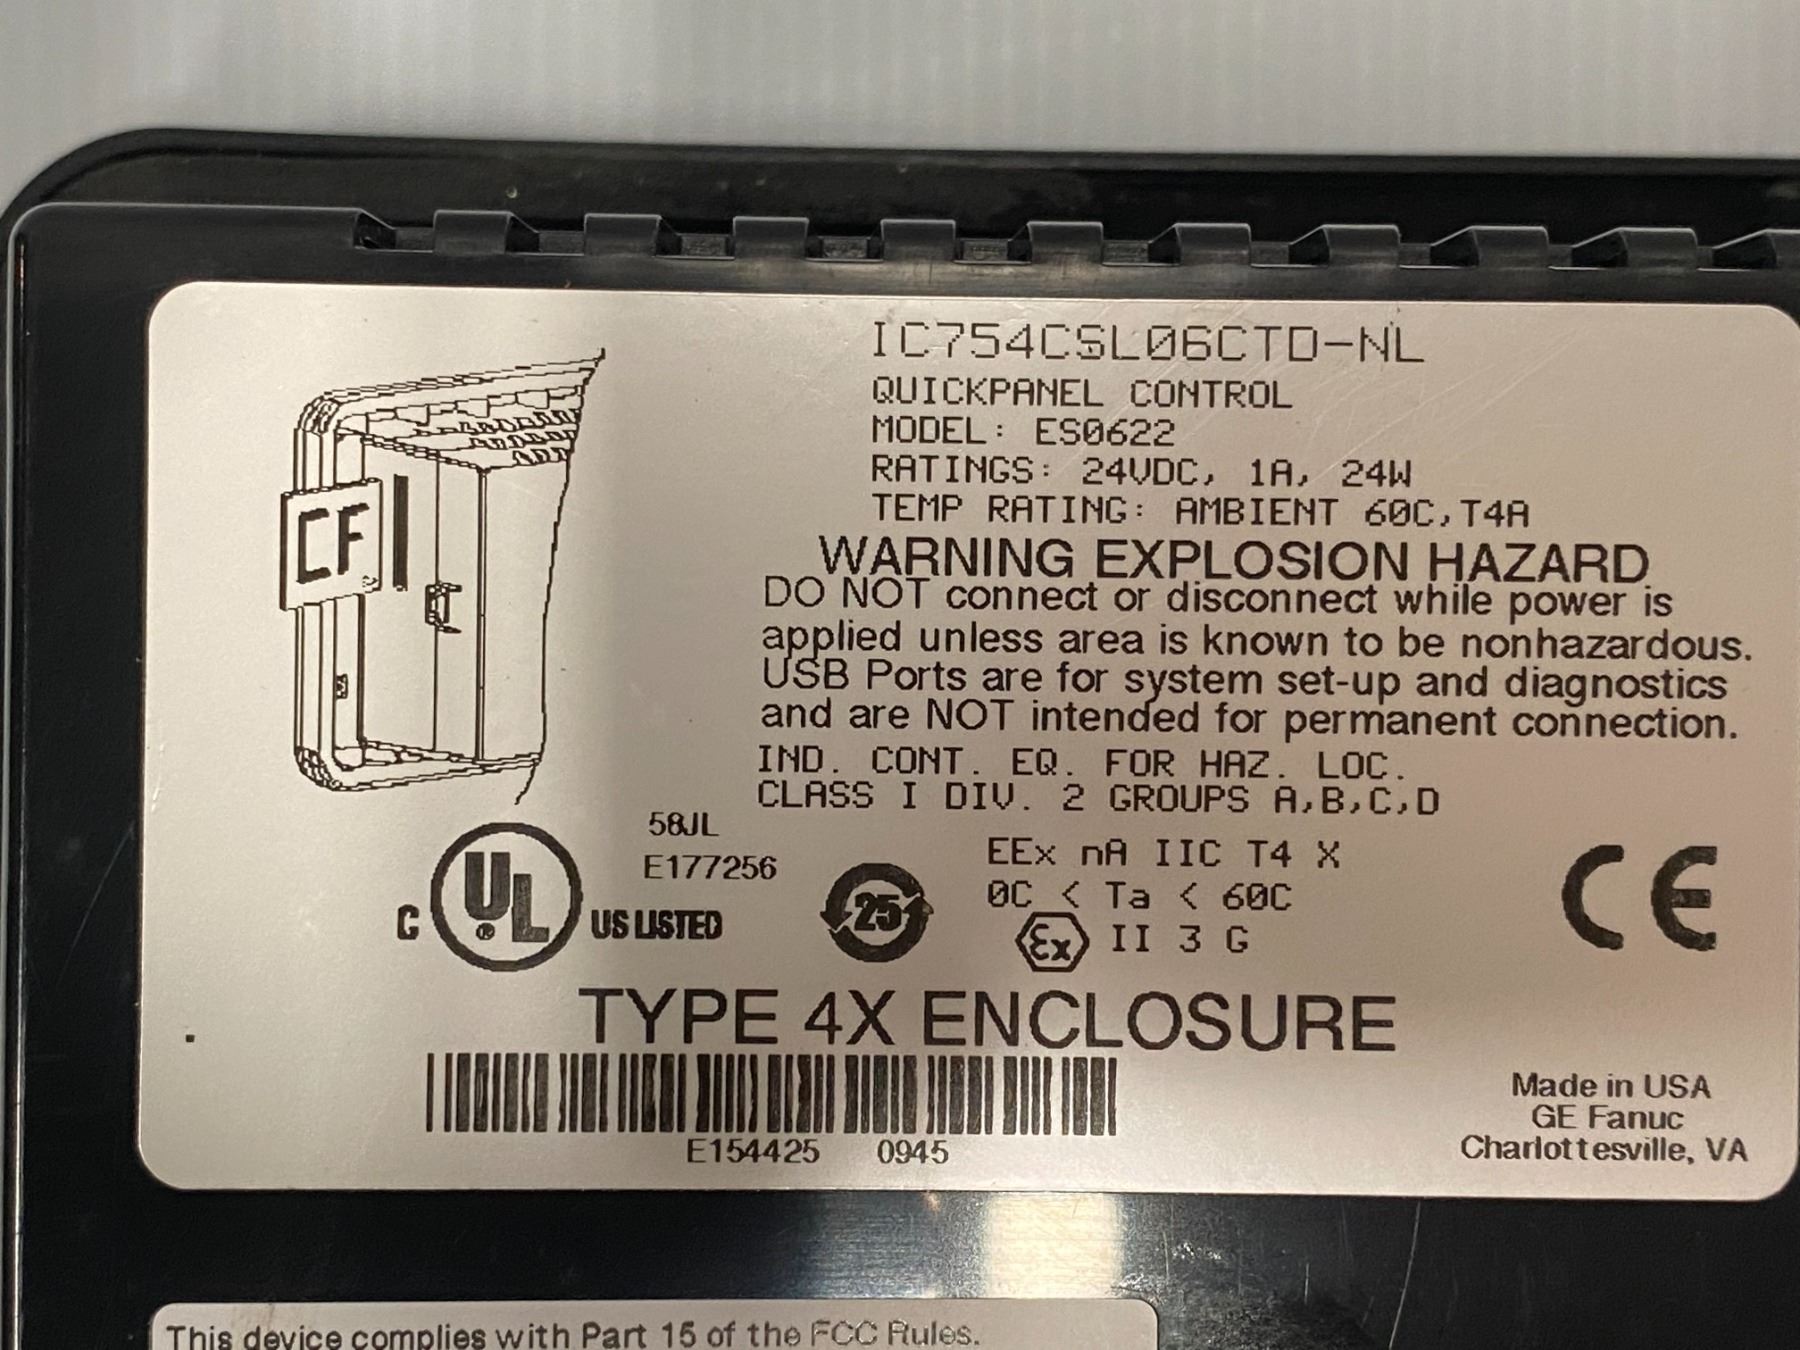 IC754CSL06CTD-NL
QUICKPANEL CONTROL
MODEL: ES0622
RATINGS: 24VDC, 1A, 24W
TEMP RATING: AMBIENT 60C,T4A
WARNING EXPLOSION HAZARD
DO NOT connect or disconnect while power is
applied unless area is known to be nonhazardous.
USB Ports are for system set-up and diagnostics
and are NOT intended for permanent connection.
IND. CONT. EQ. FOR HAZ. LOC.
CLASS I DIV. 2 GROUPS A,B,C,D
CF
58JL
E177256
C UL ® US LISTED
25
EEx nA IIC T4 X
0C < Ta < 60C
Ex II 3 G
CE
TYPE 4X ENCLOSURE
E154425 0945
Made in USA
GE Fanuc
Charlottesville, VA
This device complies with Part 15 of the FCC Rules.